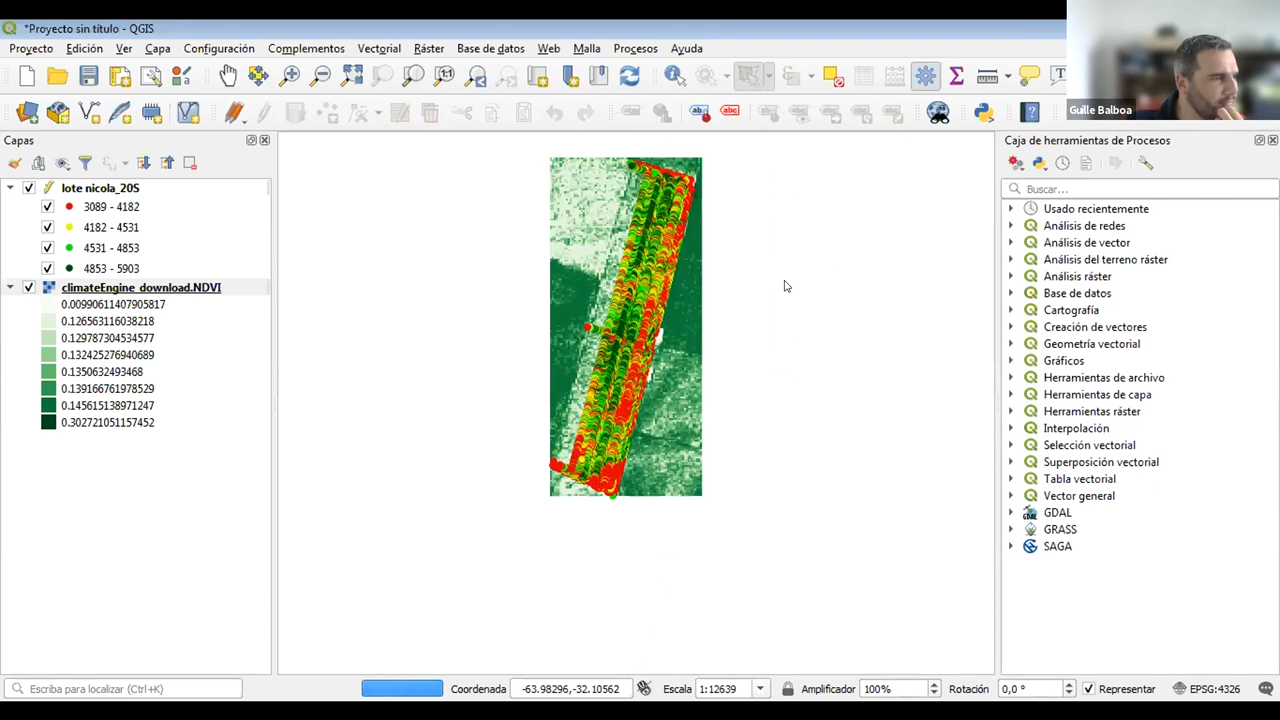 *Proyecto sin título - QGIS
Proyecto Edición Ver Capa Configuración Complementos Vectorial Ráster Base de datos Web Malla Procesos Ayuda
Guille Balboa
Capas
lote nicola_20S
3089 - 4182
4182 - 4531
4531 - 4853
4853 - 5903
climateEngine_download.NDVI
0.00990611407905817
0.126563116038218
0.129787304534577
0.132425276940689
0.1350632493468
0.139166761978529
0.145615138971247
0.302721051157452
Caja de herramientas de Procesos
Buscar...
Usado recientemente
Análisis de redes
Análisis de vector
Análisis del terreno ráster
Análisis ráster
Base de datos
Cartografía
Creación de vectores
Geometría vectorial
Gráficos
Herramientas de archivo
Herramientas de capa
Herramientas ráster
Interpolación
Selección vectorial
Superposición vectorial
Tabla vectorial
Vector general
GDAL
GRASS
SAGA
Escriba para localizar (Ctrl+K)
Coordenada -63.98296,-32.10562 Escala 1:12639 Amplificador 100% Rotación 0,0 ° Representar EPSG:4326